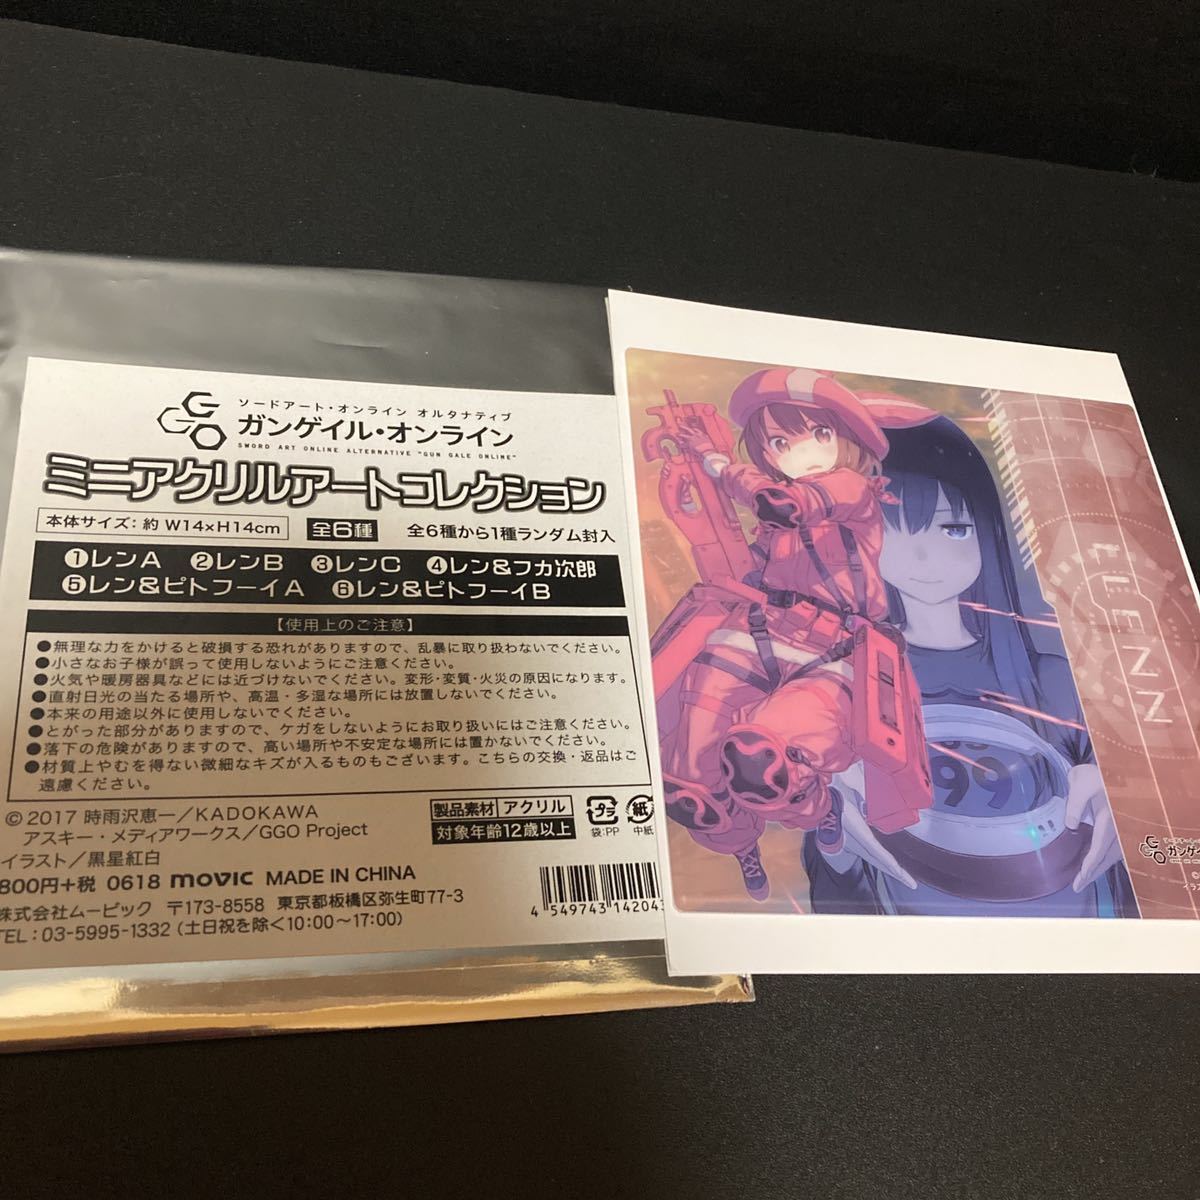 GGO
ソードアート・オンライン オルタナティブ
ガンゲイル・オンライン
SWORD ART ONLINE ALTERNATIVE "GUN GALE ONLINE"
ミニアクリルアートコレクション
本体サイズ: 約 W14×H14cm
全6種
全6種から1種ランダム封入
①レンA ②レンB ③レンC ④レン&フカ次郎
⑤レン&ピトフーイA ⑥レン&ピトフーイB
【使用上のご注意】
●無理な力をかけると破損する恐れがありますので、乱暴に取り扱わないでください。
●小さなお子様が誤って使用しないようにご注意ください。
●火気や暖房器具などには近づけないでください。変形・変質・火災の原因になります。
●直射日光の当たる場所や、高温・多湿な場所には放置しないでください。
●本来の用途以外に使用しないでください。
●とがった部分がありますので、ケガをしないようにお取り扱いにはご注意ください。
●落下の危険がありますので、高い場所や不安定な場所には置かないでください。
●材質上やむを得ない微細なキズが入るものもございます。こちらの交換・返品はご
遠慮ください。
©2017 時雨沢恵一／KADOKAWA
アスキー・メディアワークス／GGO Project
イラスト／黒星紅白
製品素材 アクリル
対象年齢12歳以上
プラ
袋:PP
紙
中紙
800円+税 0618 movic MADE IN CHINA
株式会社ムービック 〒173-8558 東京都板橋区弥生町77-3
TEL:03-5995-1332 (土日祝を除く10:00～17:00)
4 549743 142043
LLENN
99
GGO
ガンゲイ
©
イラス